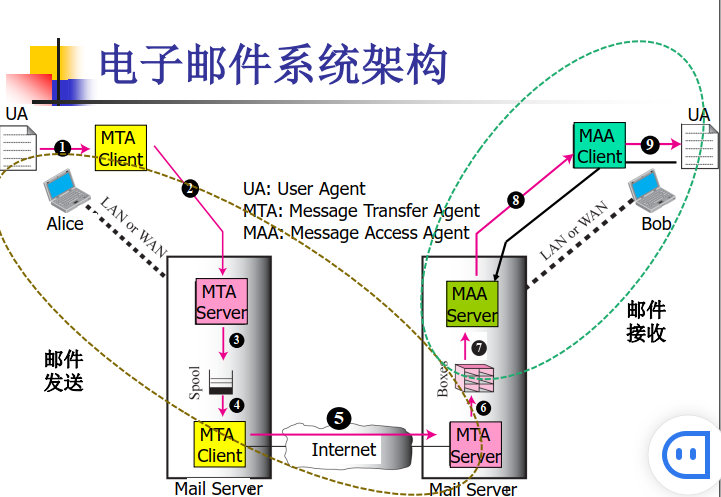 电子邮件系统架构
UA
MTA
Client
1
2
UA: User Agent
MTA: Message Transfer Agent
MAA: Message Access Agent
MAA
Client
9
UA
8
Alice
LAN or WAN
Bob
LAN or WAN
MTA
Server
3
Spool
4
MTA
Client
Mail Server
邮件
发送
5
Internet
MAA
Server
7
Boxes
6
MTA
Server
Mail Server
邮件
接收